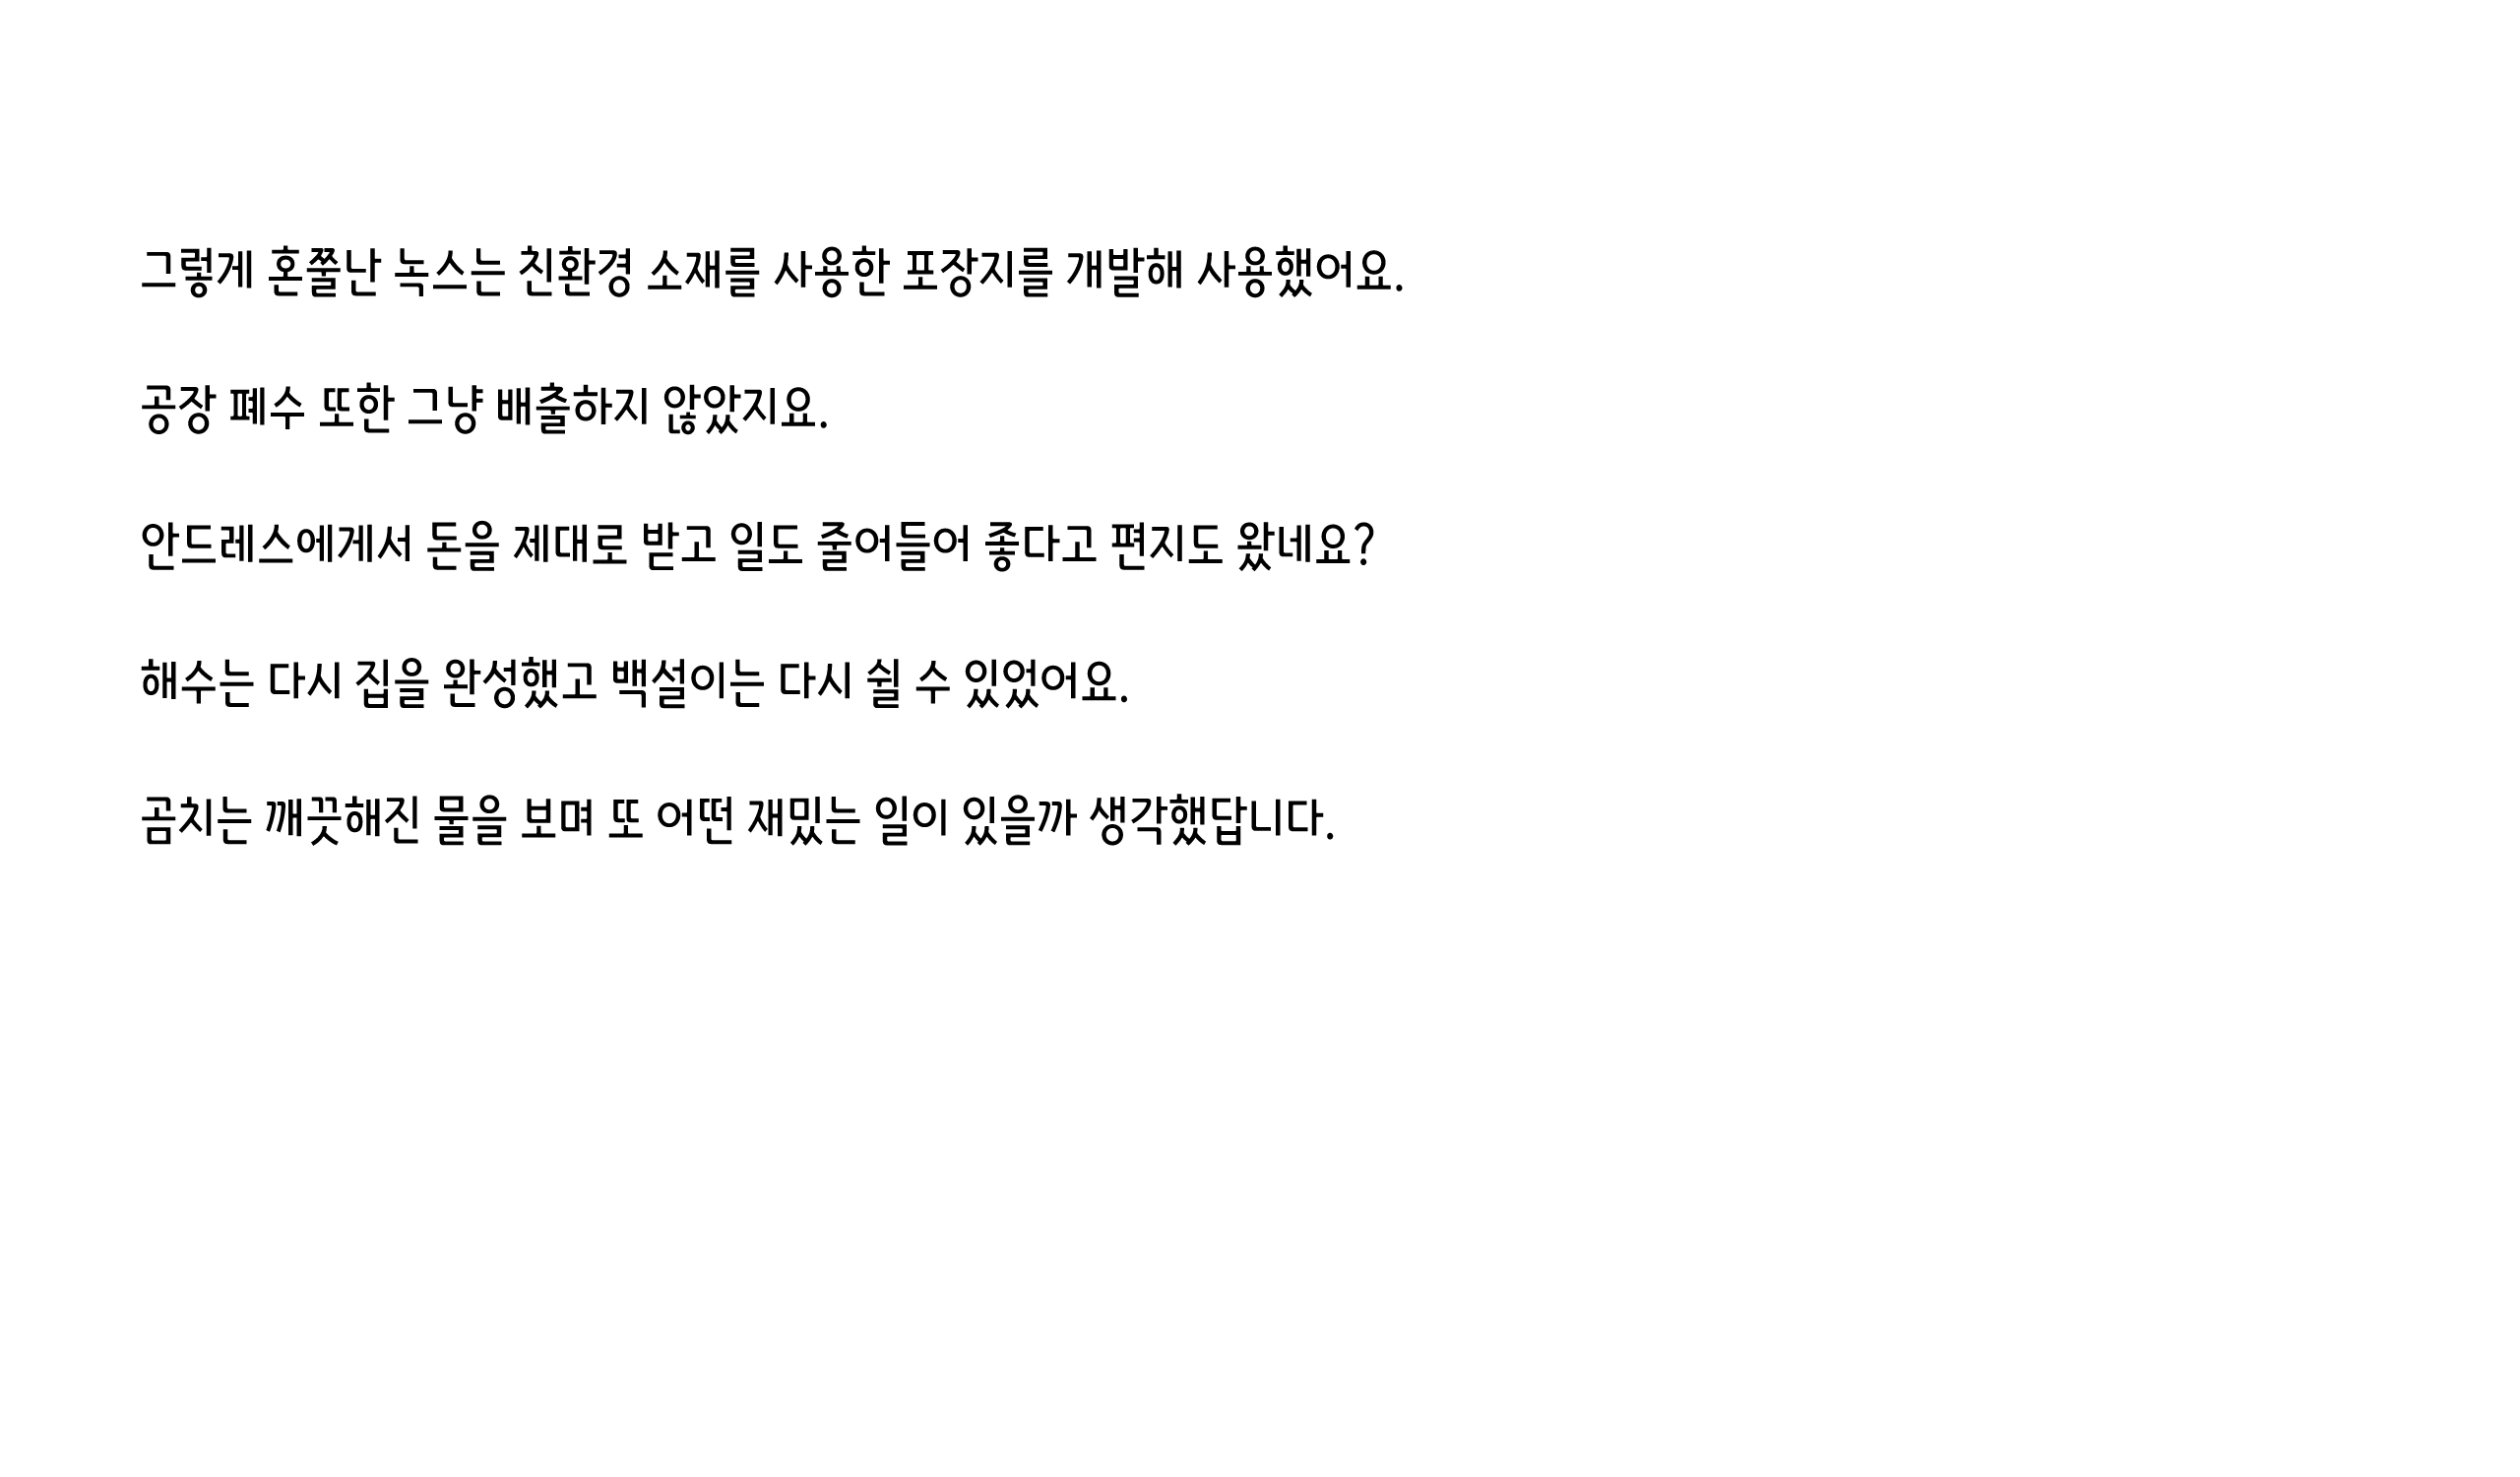 그렇게 혼쭐난 눅스는 친환경 소재를 사용한 포장지를 개발해 사용했어요.
공장 폐수 또한 그냥 배출하지 않았지요.
안드레스에게서 돈을 제대로 받고 일도 줄어들어 좋다고 편지도 왔네요?
해수는 다시 집을 완성했고 백설이는 다시 쉴 수 있었어요.
곰치는 깨끗해진 물을 보며 또 어떤 재밌는 일이 있을까 생각했답니다.